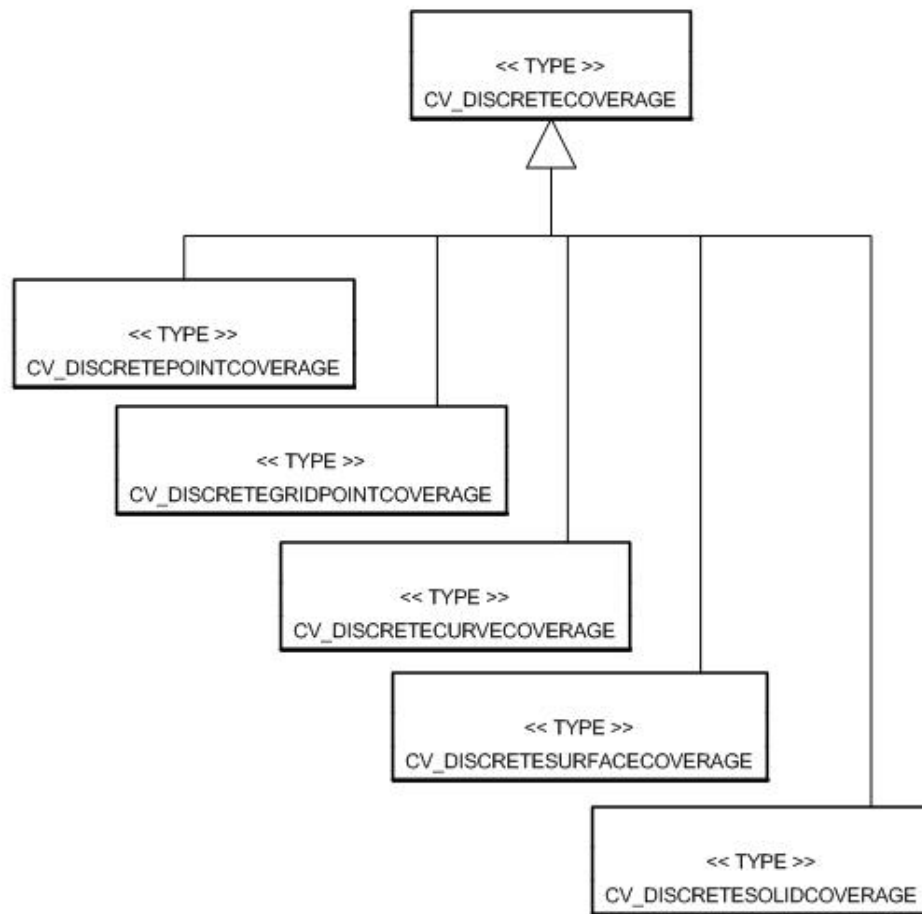 << TYPE >>
CV_DISCRETECOVERAGE
<< TYPE >>
CV_DISCRETEPOINTCOVERAGE
<< TYPE >>
CV_DISCRETEGRIDPOINTCOVERAGE
<< TYPE >>
CV_DISCRETECURVECOVERAGE
<< TYPE >>
CV_DISCRETESURFACECOVERAGE
<< TYPE >>
CV_DISCRETESOLIDCOVERAGE